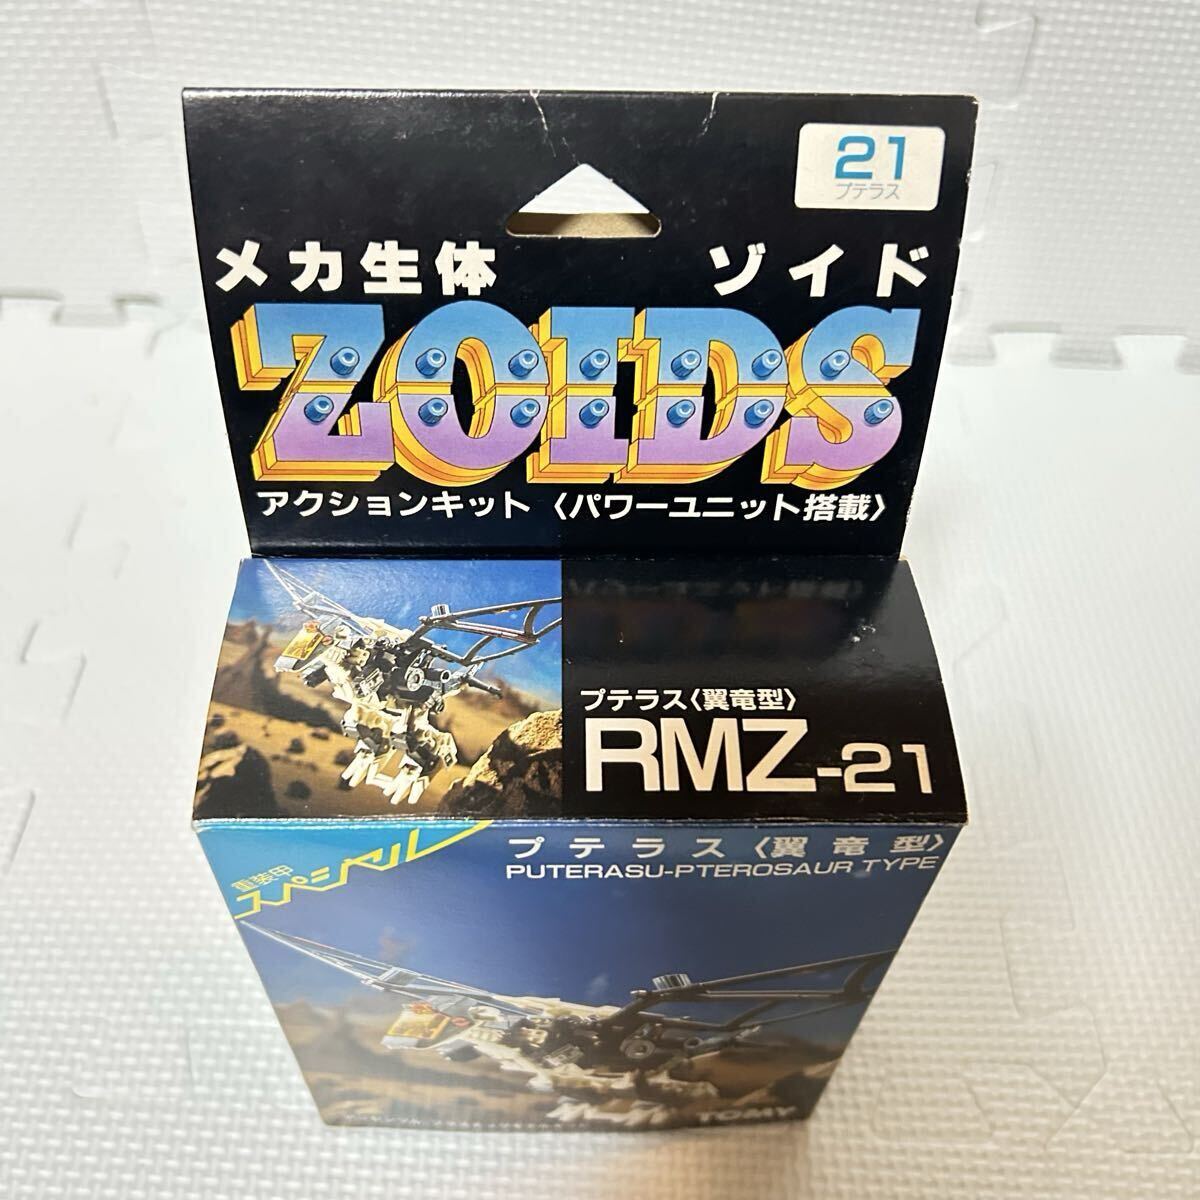 21
プテラス
メカ生体 ゾイド
ZOIDS
アクションキット〈パワーユニット搭載〉
プテラス〈翼竜型〉
RMZ-21
重装甲
スペシャル
プテラス〈翼竜型〉
PUTERASU-PTEROSAUR TYPE
TOMY